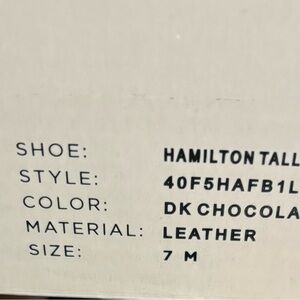 SHOE: HAMILTON TALL
STYLE: 40F5HAFB1L
COLOR: DK CHOCOLA
MATERIAL: LEATHER
SIZE: 7 M